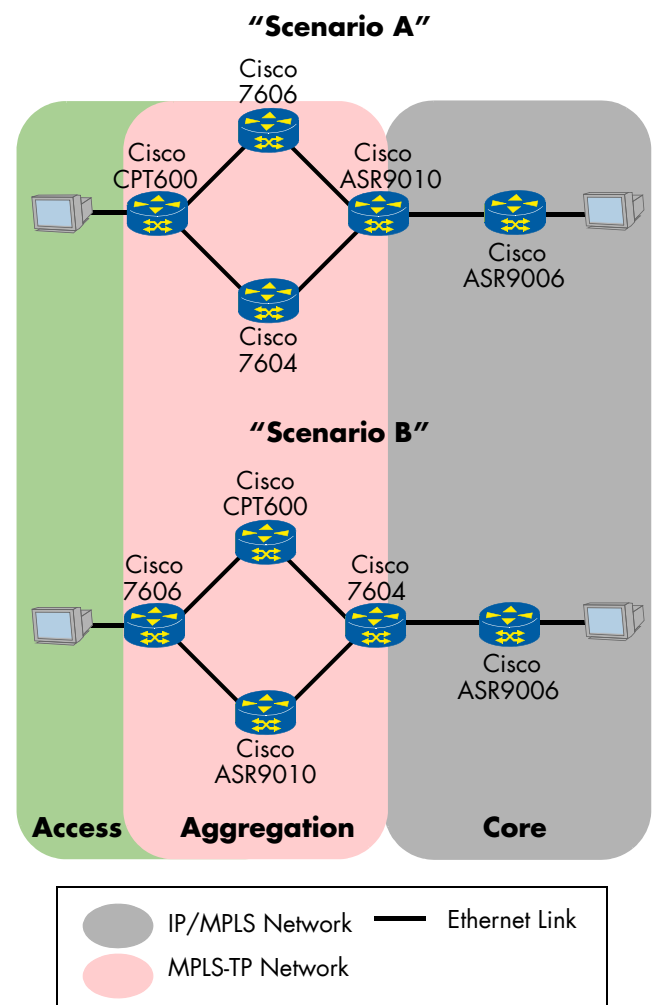 “Scenario A”
Cisco
7606
Cisco
CPT600
Cisco
ASR9010
Cisco
ASR9006
Cisco
7604
“Scenario B”
Cisco
CPT600
Cisco
7606
Cisco
7604
Cisco
ASR9006
Cisco
ASR9010
Access
Aggregation
Core
IP/MPLS Network
Ethernet Link
MPLS-TP Network